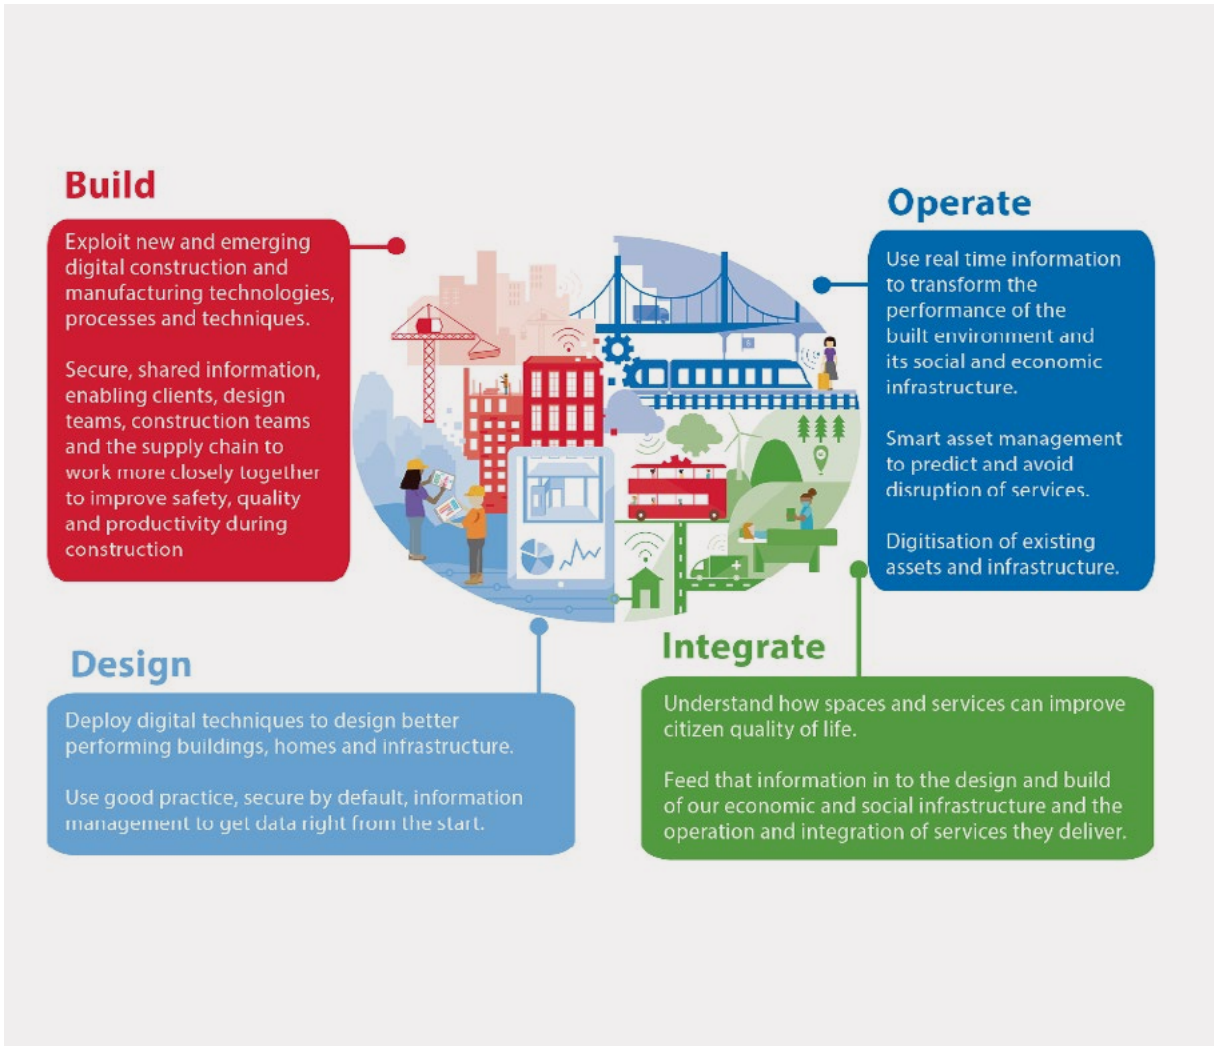 Build
Exploit new and emerging
digital construction and
manufacturing technologies,
processes and techniques.
Secure, shared information,
enabling clients, design
teams, construction teams
and the supply chain to
work more closely together
to improve safety, quality
and productivity during
construction
Operate
Use real time information
to transform the
performance of the
built environment and
its social and economic
infrastructure.
Smart asset management
to predict and avoid
disruption of services.
Digitisation of existing
assets and infrastructure.
Design
Deploy digital techniques to design better
performing buildings, homes and infrastructure.
Use good practice, secure by default, information
management to get data right from the start.
Integrate
Understand how spaces and services can improve
citizen quality of life.
Feed that information in to the design and build
of our economic and social infrastructure and the
operation and integration of services they deliver.